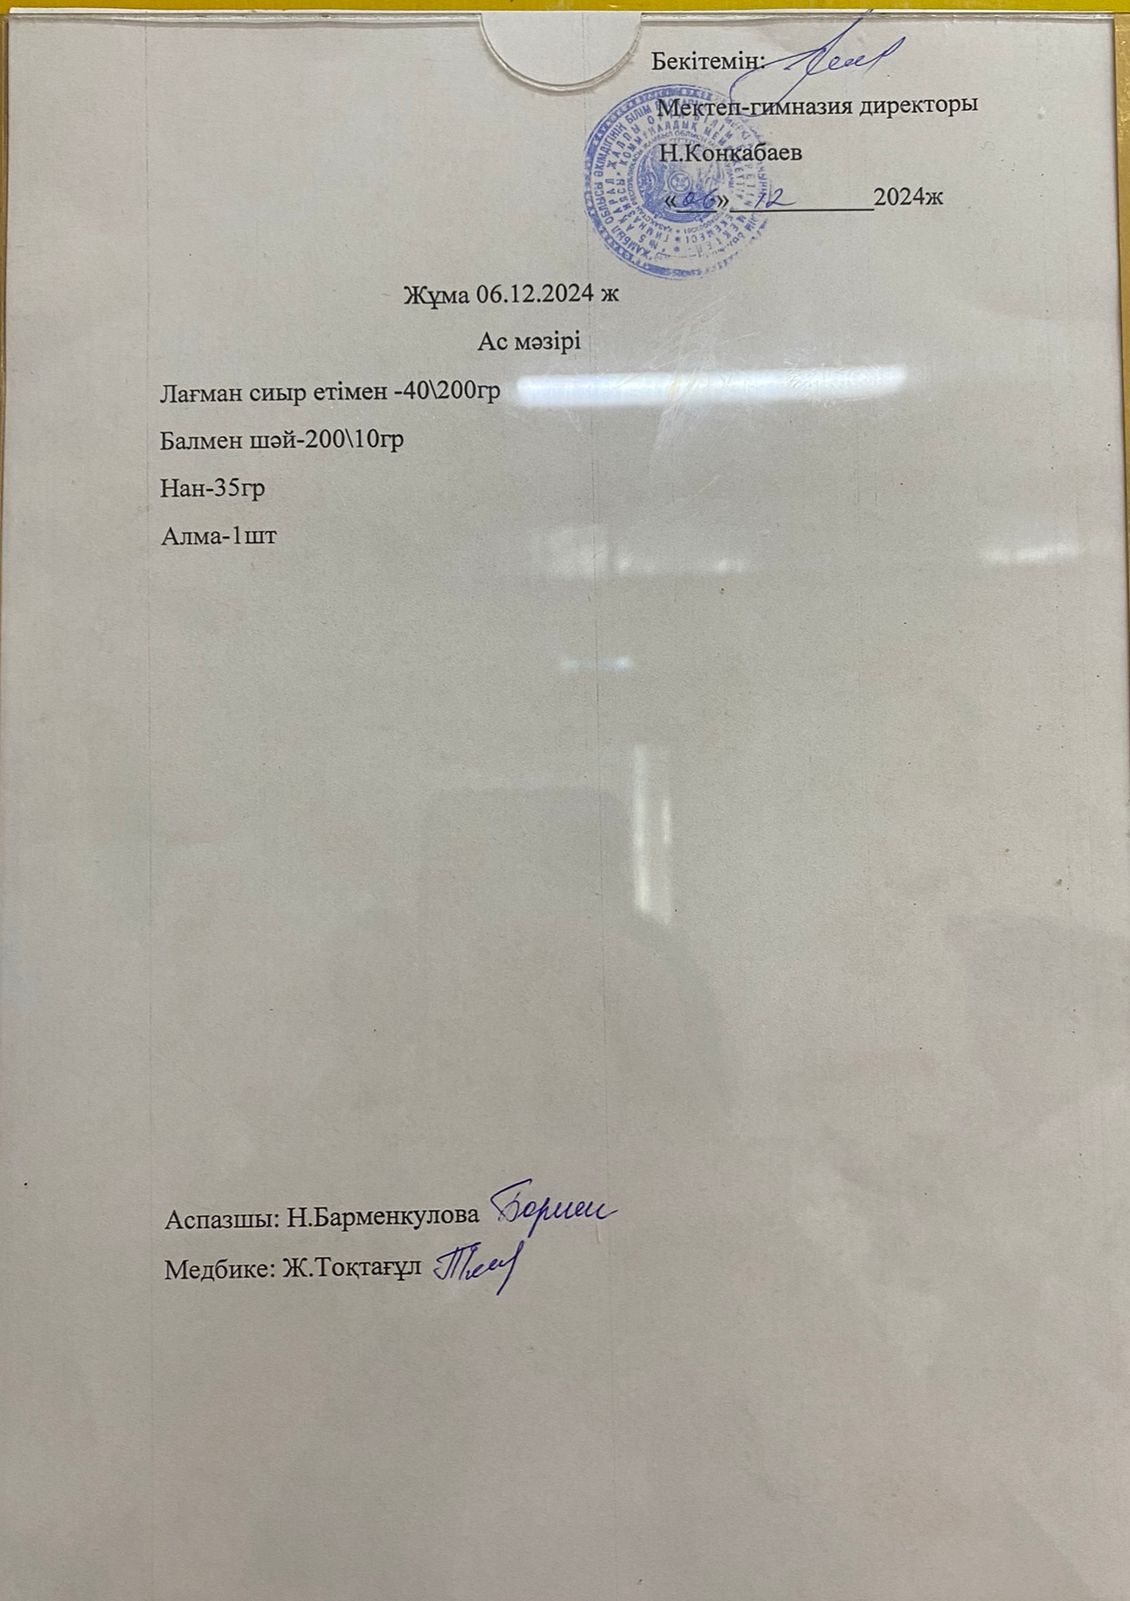 Бекітемін:
Мектеп-гимназия директоры
Н.Конкабаев
«06» 12 2024ж
Жұма 06.12.2024 ж
Ас мәзірі
Лағман сиыр етімен -40\200гр
Балмен шәй-200\10гр
Нан-35гр
Алма-1шт
Аспазшы: Н.Барменкулова
Медбике: Ж.Тоқтағұл